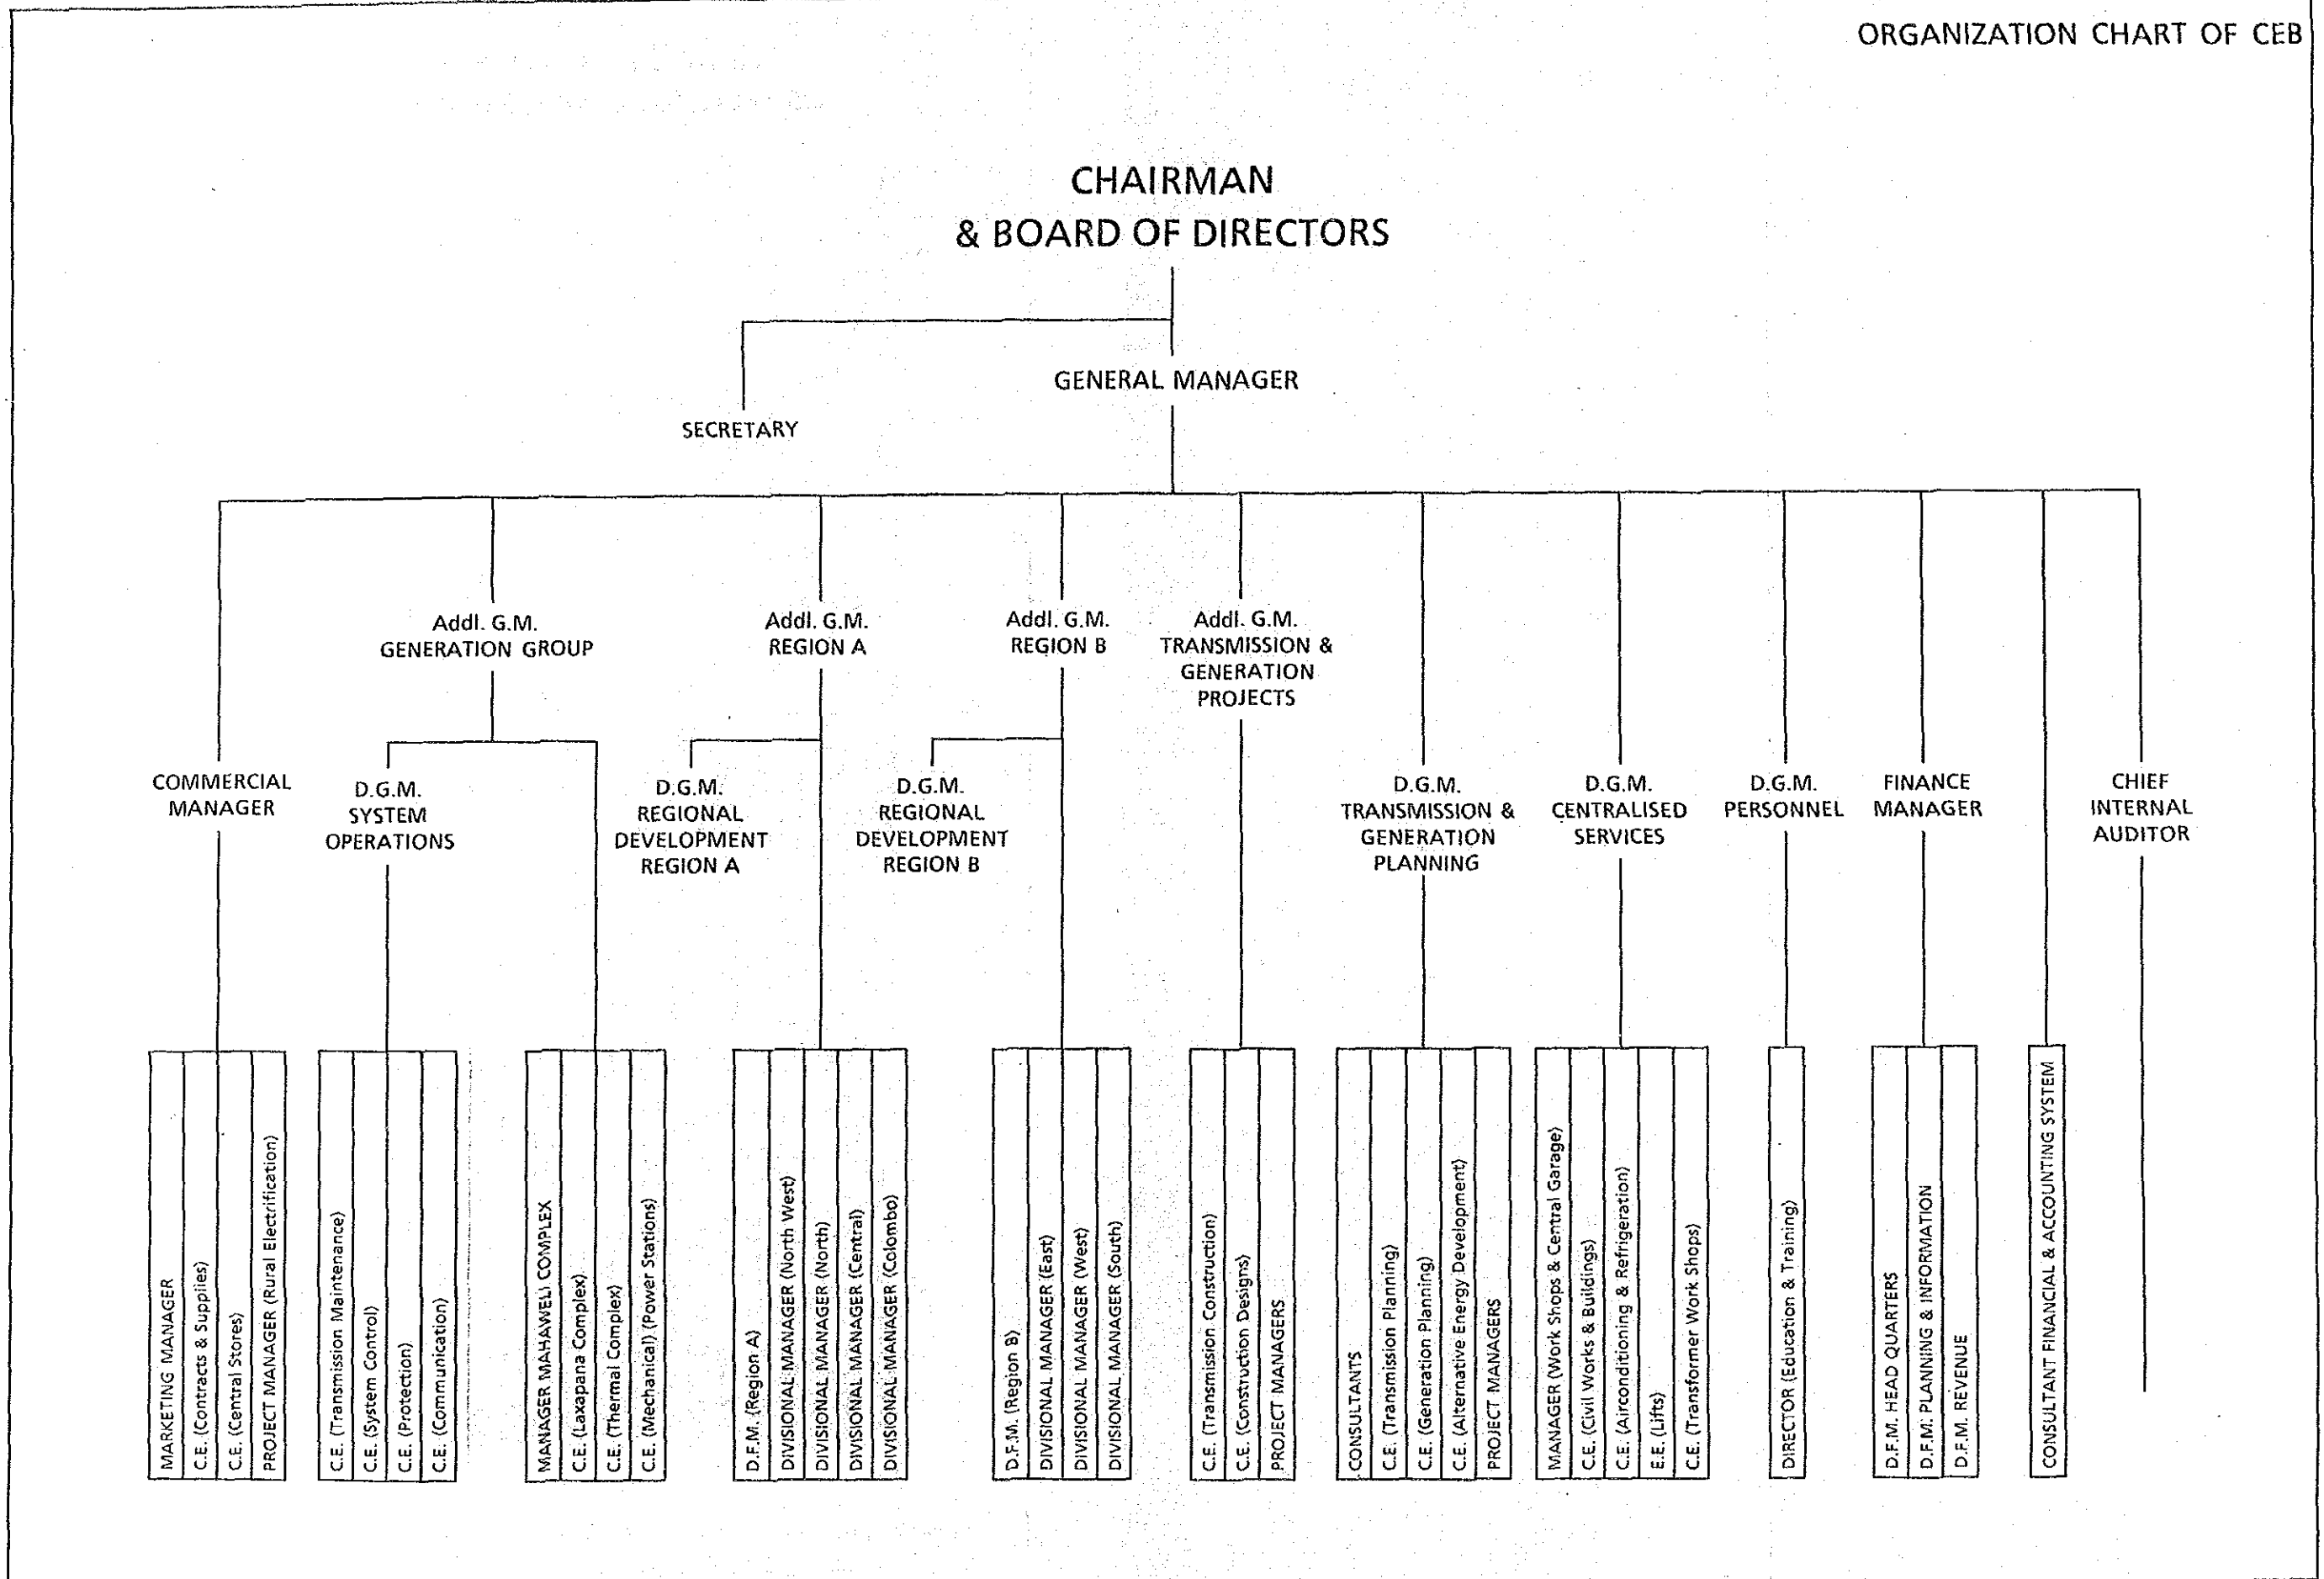 ORGANIZATION CHART OF CEB
CHAIRMAN
& BOARD OF DIRECTORS
GENERAL MANAGER
SECRETARY
Addl. G.M.
GENERATION GROUP
Addl. G.M.
REGION A
Addl. G.M.
REGION B
Addl. G.M.
TRANSMISSION &
GENERATION
PROJECTS
COMMERCIAL
MANAGER
D.G.M.
SYSTEM
OPERATIONS
D.G.M.
REGIONAL
DEVELOPMENT
REGION A
D.G.M.
REGIONAL
DEVELOPMENT
REGION B
D.G.M.
TRANSMISSION &
GENERATION
PLANNING
D.G.M.
CENTRALISED
SERVICES
D.G.M.
PERSONNEL
FINANCE
MANAGER
CHIEF
INTERNAL
AUDITOR
MARKETING MANAGER
C.E. (Contracts & Supplies)
C.E. (Central Stores)
PROJECT MANAGER (Rural Electrification)
C.E. (Transmission Maintenance)
C.E. (System Control)
C.E. (Protection)
C.E. (Communication)
MANAGER MAHAWELI COMPLEX
C.E. (Laxapana Complex)
C.E. (Thermal Complex)
C.E. (Mechanical) (Power Stations)
D.F.M. (Region A)
DIVISIONAL MANAGER (North West)
DIVISIONAL MANAGER (North)
DIVISIONAL MANAGER (Central)
DIVISIONAL MANAGER (Colombo)
D.F.M. (Region B)
DIVISIONAL MANAGER (East)
DIVISIONAL MANAGER (West)
DIVISIONAL MANAGER (South)
C.E. (Transmission Construction)
C.E. (Construction Designs)
PROJECT MANAGERS
CONSULTANTS
C.E. (Transmission Planning)
C.E. (Generation Planning)
C.E. (Alternative Energy Development)
PROJECT MANAGERS
MANAGER (Work Shops & Central Garage)
C.E. (Civil Works & Buildings)
C.E. (Airconditioning & Refrigeration)
E.E. (Lifts)
C.E. (Transformer Work Shops)
DIRECTOR (Education & Training)
D.F.M. HEAD QUARTERS
D.F.M. PLANNING & INFORMATION
D.F.M. REVENUE
CONSULTANT FINANCIAL & ACCOUNTING SYSTEM